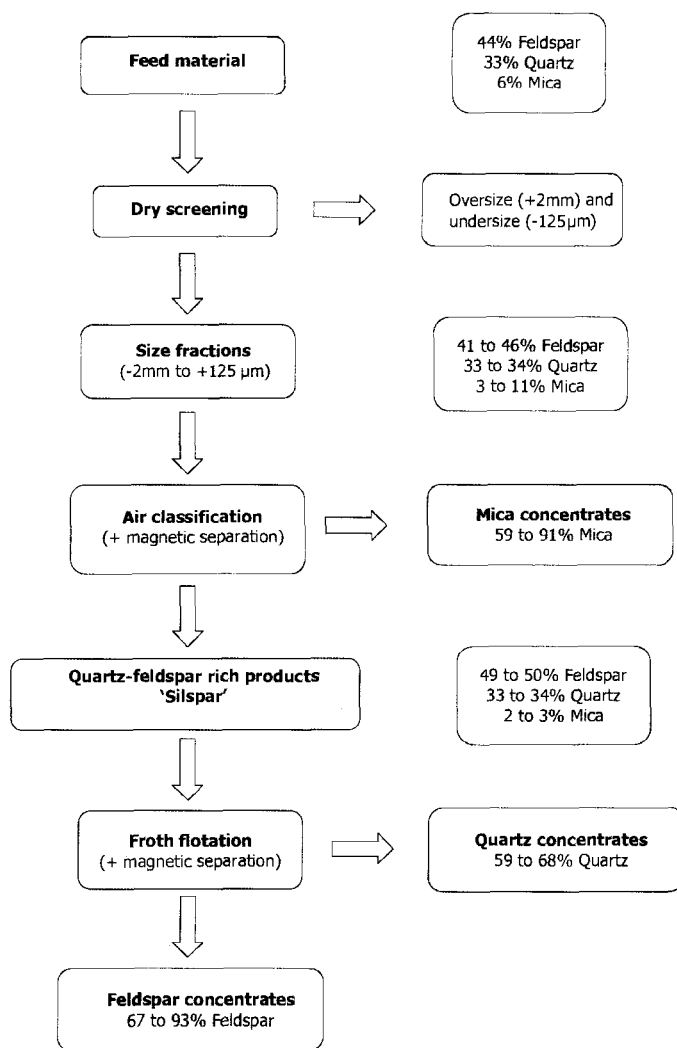 Feed material
44% Feldspar
33% Quartz
6% Mica
Dry screening
Oversize (+2mm) and
undersize (-125µm)
Size fractions
(-2mm to +125 µm)
41 to 46% Feldspar
33 to 34% Quartz
3 to 11% Mica
Air classification
(+ magnetic separation)
Mica concentrates
59 to 91% Mica
Quartz-feldspar rich products
‘Silspar’
49 to 50% Feldspar
33 to 34% Quartz
2 to 3% Mica
Froth flotation
(+ magnetic separation)
Quartz concentrates
59 to 68% Quartz
Feldspar concentrates
67 to 93% Feldspar